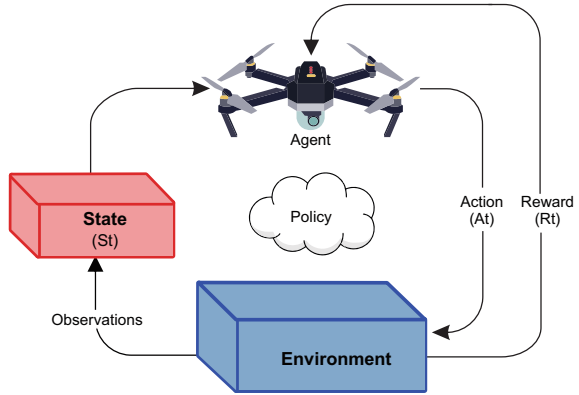 Agent
State
(St)
Policy
Action
(At)
Reward
(Rt)
Observations
Environment